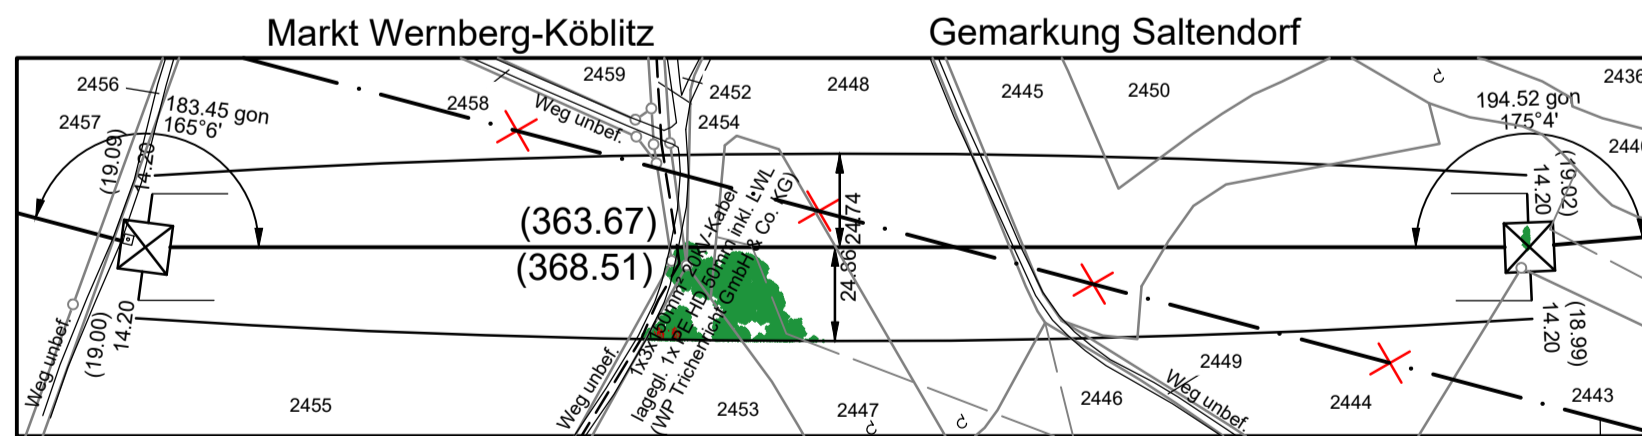 Markt Wernberg-Köblitz
Gemarkung Saltendorf
2456
2459
2452
2448
2445
2450
2436
2457
183.45 gon
165°6'
2458
Weg unbef.
2454
194.52 gon
175°4'
(19.09)
14.20
(363.67)
(368.51)
24.74
24.86
14.20
(19.02)
1x3x150mm² 20kV-Kabel
lagegl. 1x PE HD 50mm inkl. LWL
(WP Trichenricht GmbH & Co. KG)
Weg unbef.
(19.00)
14.20
Weg unbef.
14.20
(18.99)
2455
2453
2447
2446
2449
Weg unbef.
2444
2443